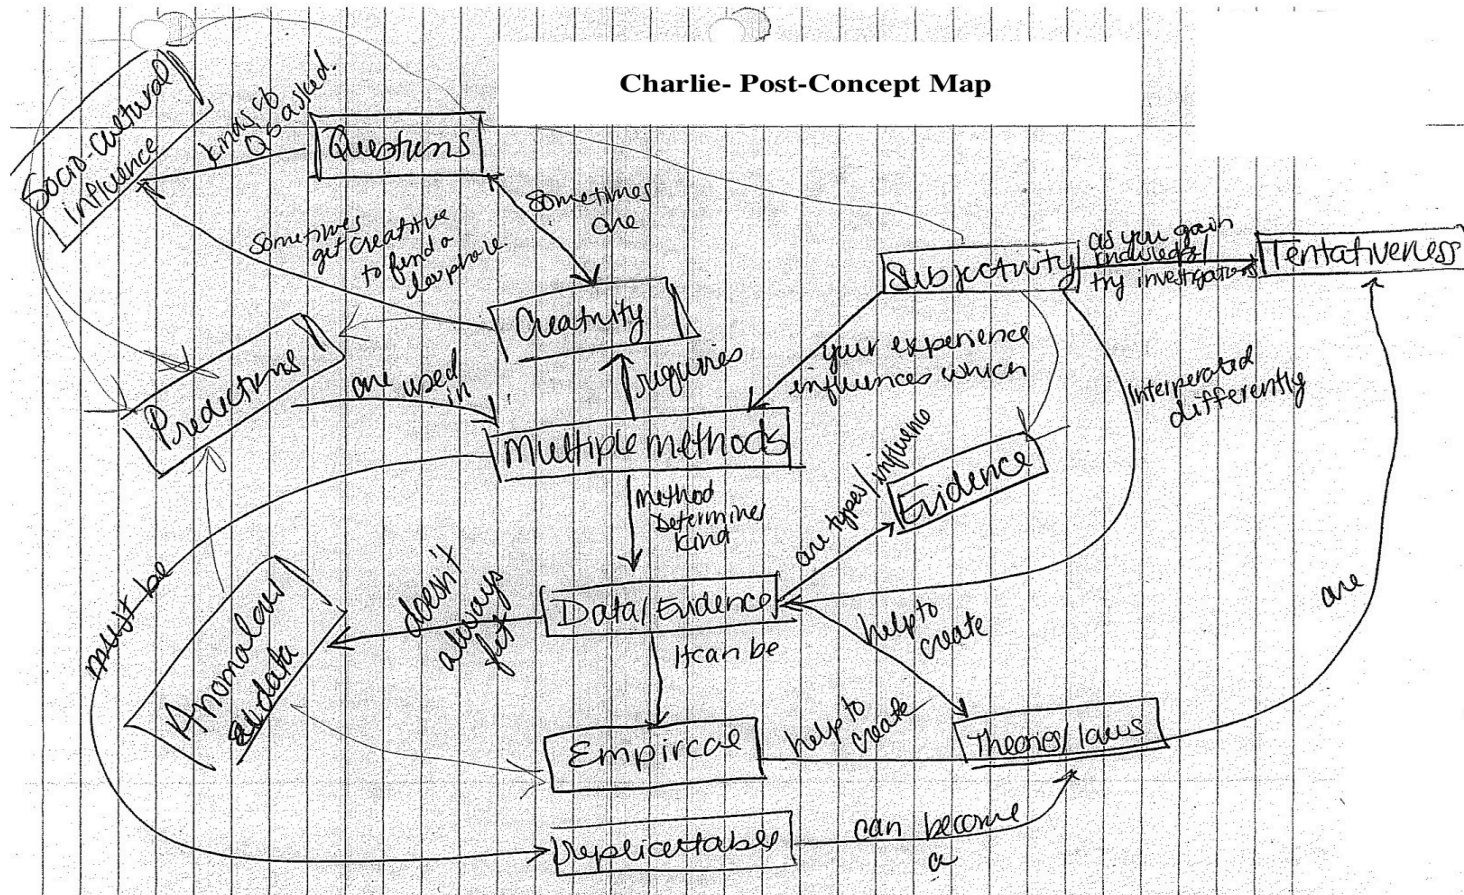 Charlie- Post-Concept Map
Socio-cultural
influence
kinds of
Qs asked.
Questions
Sometimes
are
Sometimes
get creative
to find a
loophole.
Creativity
Subjectivity
as you gain
knowledge/
try investigations
Tentativeness
Predictions
are used
in
requires
your experience
influences which
Interperated
differently
Multiple methods
Method
Determines
kind
are types/influence
Evidence
must be
doesn't
always
fit
Data/Evidence
It can be
help to
create
are
Anomalous
data
Empircal
help to
create
Theories/laws
replicatable
can become
a